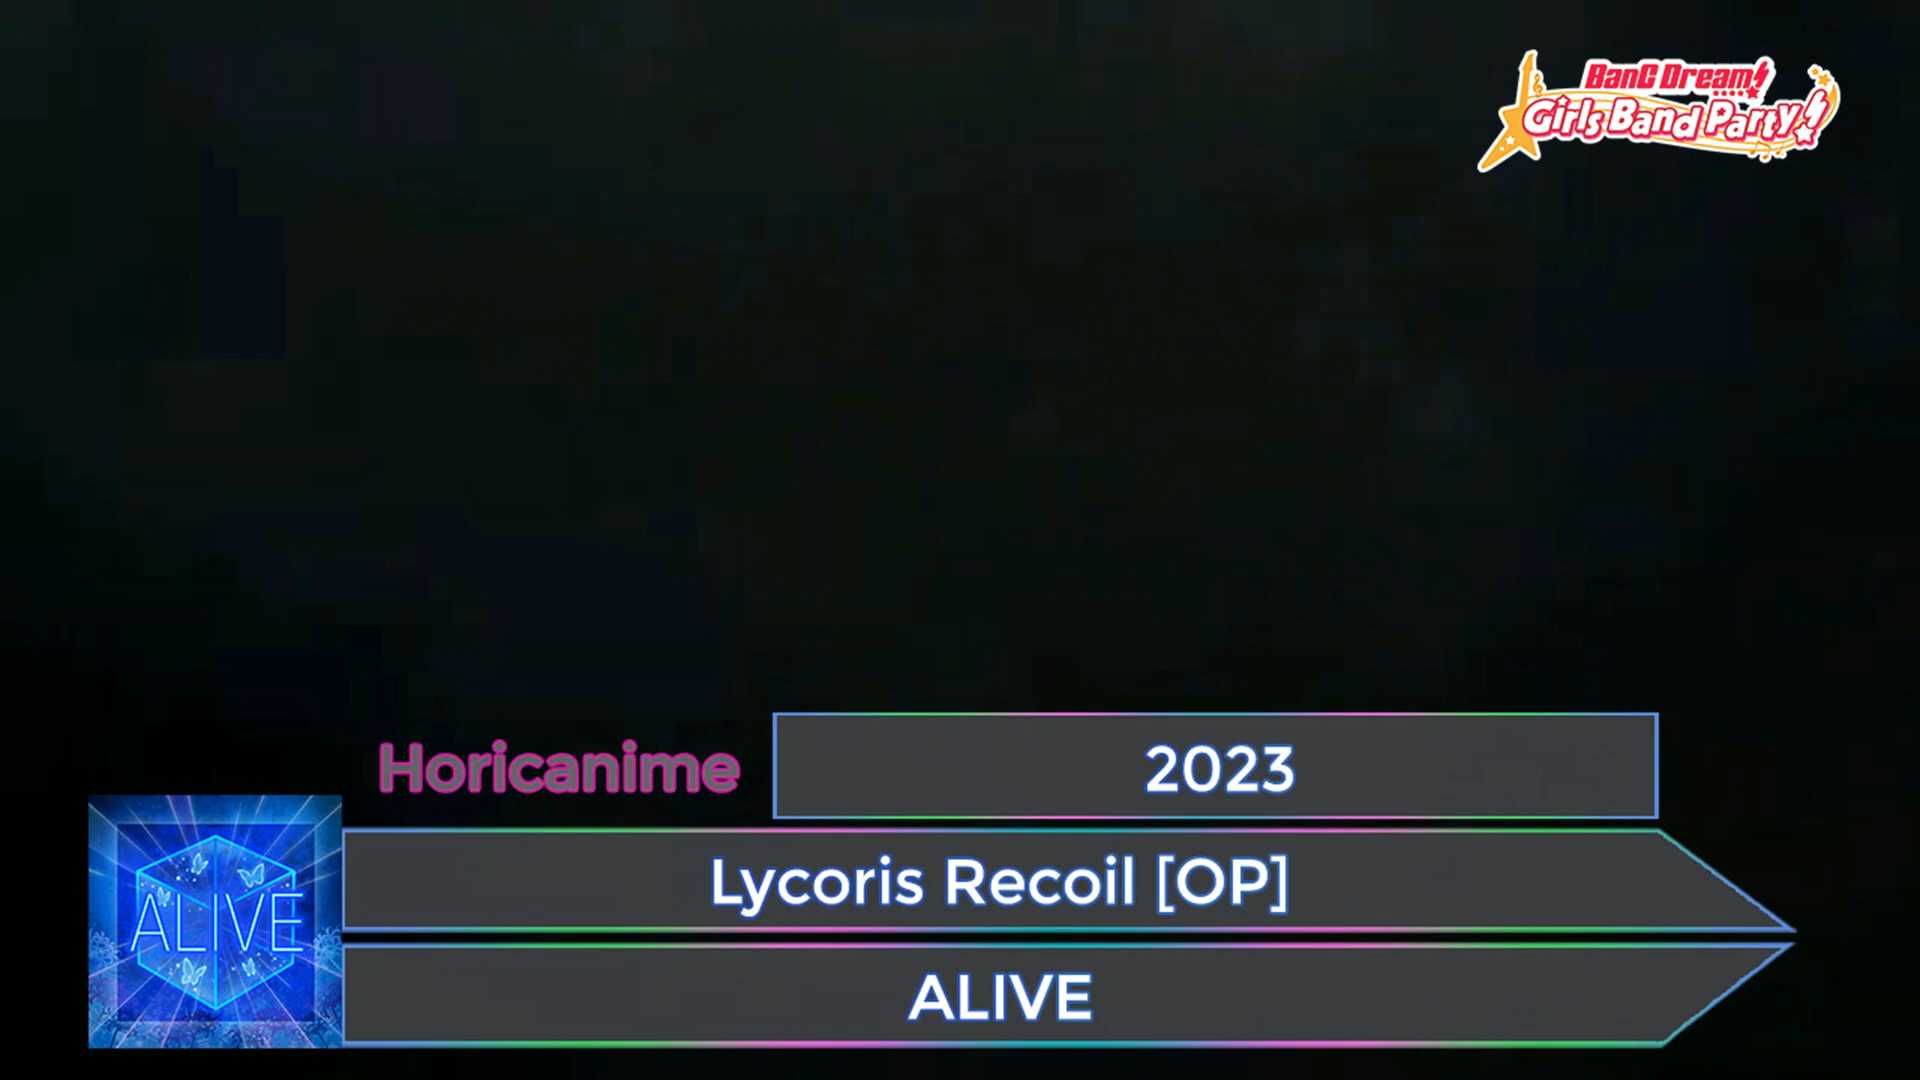 BanG Dream!
Girls Band Party!
Horicanime
2023
Lycoris Recoil [OP]
ALIVE
ALIVE